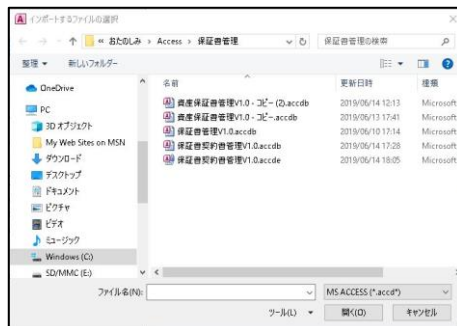 インポートするファイルの選択
« おたのしみ › Access › 保証書管理
保証書管理の検索
整理
新しいフォルダー
名前
更新日時
種類
OneDrive
PC
3D オブジェクト
My Web Sites on MSN
ダウンロード
デスクトップ
ドキュメント
ピクチャ
ビデオ
ミュージック
Windows (C:)
SD/MMC (E:)
資産保証書管理V1.0 - コピー (2).accdb
2019/06/14 12:13
Microsoft
資産保証書管理V1.0 - コピー.accdb
2019/06/13 17:41
Microsoft
保証書管理V1.0.accdb
2019/06/10 17:14
Microsoft
保証書契約書管理V1.0.accdb
2019/06/14 17:28
Microsoft
保証書契約書管理V1.0.accde
2019/06/14 18:05
Microsoft
ファイル名(N):
MS ACCESS (*.accd*)
ツール(L)
開く(O)
キャンセル